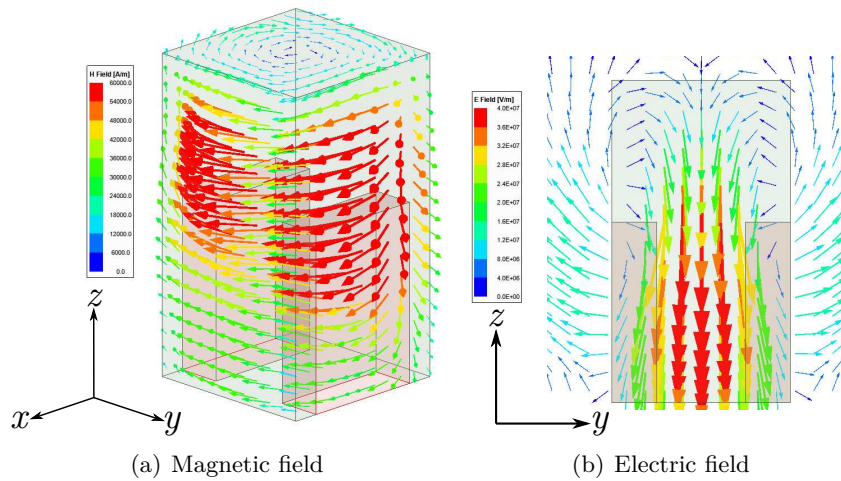 H Field [A/m]
60000.0
54000.0
48000.0
42000.0
36000.0
30000.0
24000.0
18000.0
12000.0
6000.0
0.0
z
x
y
(a) Magnetic field
E Field [V/m]
4.0E+07
3.6E+07
3.2E+07
2.8E+07
2.4E+07
2.0E+07
1.6E+07
1.2E+07
8.0E+06
4.0E+06
0.0E+00
z
y
(b) Electric field